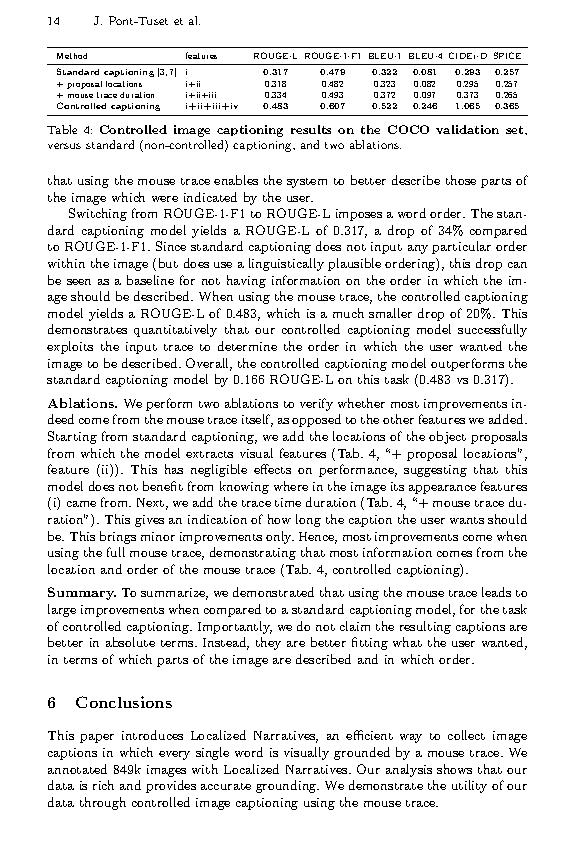 14 J. Pont-Tuset et al.
Method features ROUGE-L ROUGE-1-F1 BLEU-1 BLEU-4 CIDEr-D SPICE
Standard captioning [3,7] i 0.317 0.479 0.322 0.081 0.293 0.257
+ proposal locations i+ii 0.318 0.482 0.323 0.082 0.295 0.257
+ mouse trace duration i+ii+iii 0.334 0.493 0.372 0.097 0.373 0.265
Controlled captioning i+ii+iii+iv 0.483 0.607 0.522 0.246 1.065 0.365
Table 4: Controlled image captioning results on the COCO validation set,
versus standard (non-controlled) captioning, and two ablations.
that using the mouse trace enables the system to better describe those parts of
the image which were indicated by the user.
Switching from ROUGE-1-F1 to ROUGE-L imposes a word order. The stan-
dard captioning model yields a ROUGE-L of 0.317, a drop of 34% compared
to ROUGE-1-F1. Since standard captioning does not input any particular order
within the image (but does use a linguistically plausible ordering), this drop can
be seen as a baseline for not having information on the order in which the im-
age should be described. When using the mouse trace, the controlled captioning
model yields a ROUGE-L of 0.483, which is a much smaller drop of 20%. This
demonstrates quantitatively that our controlled captioning model successfully
exploits the input trace to determine the order in which the user wanted the
image to be described. Overall, the controlled captioning model outperforms the
standard captioning model by 0.166 ROUGE-L on this task (0.483 vs 0.317).
Ablations. We perform two ablations to verify whether most improvements in-
deed come from the mouse trace itself, as opposed to the other features we added.
Starting from standard captioning, we add the locations of the object proposals
from which the model extracts visual features (Tab. 4, “+ proposal locations”,
feature (ii)). This has negligible effects on performance, suggesting that this
model does not benefit from knowing where in the image its appearance features
(i) came from. Next, we add the trace time duration (Tab. 4, “+ mouse trace du-
ration”). This gives an indication of how long the caption the user wants should
be. This brings minor improvements only. Hence, most improvements come when
using the full mouse trace, demonstrating that most information comes from the
location and order of the mouse trace (Tab. 4, controlled captioning).
Summary. To summarize, we demonstrated that using the mouse trace leads to
large improvements when compared to a standard captioning model, for the task
of controlled captioning. Importantly, we do not claim the resulting captions are
better in absolute terms. Instead, they are better fitting what the user wanted,
in terms of which parts of the image are described and in which order.
6 Conclusions
This paper introduces Localized Narratives, an efficient way to collect image
captions in which every single word is visually grounded by a mouse trace. We
annotated 849k images with Localized Narratives. Our analysis shows that our
data is rich and provides accurate grounding. We demonstrate the utility of our
data through controlled image captioning using the mouse trace.